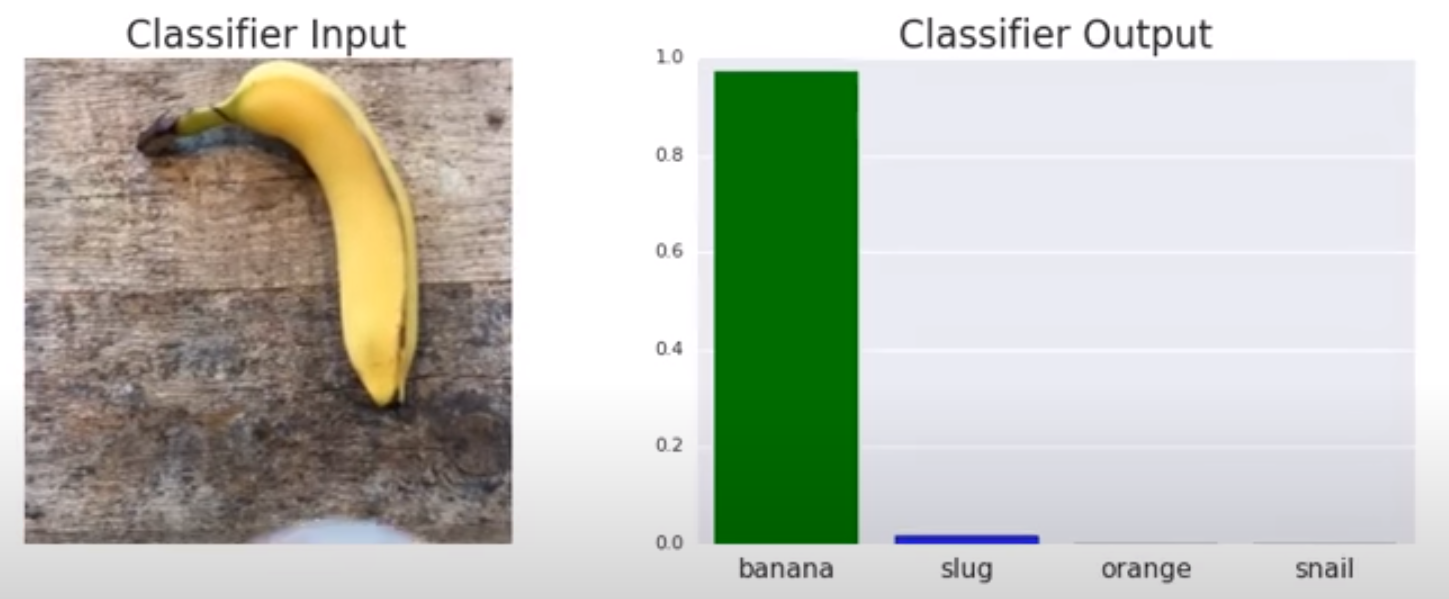 Classifier Input
Classifier Output
1.0
0.8
0.6
0.4
0.2
0.0
banana
slug
orange
snail